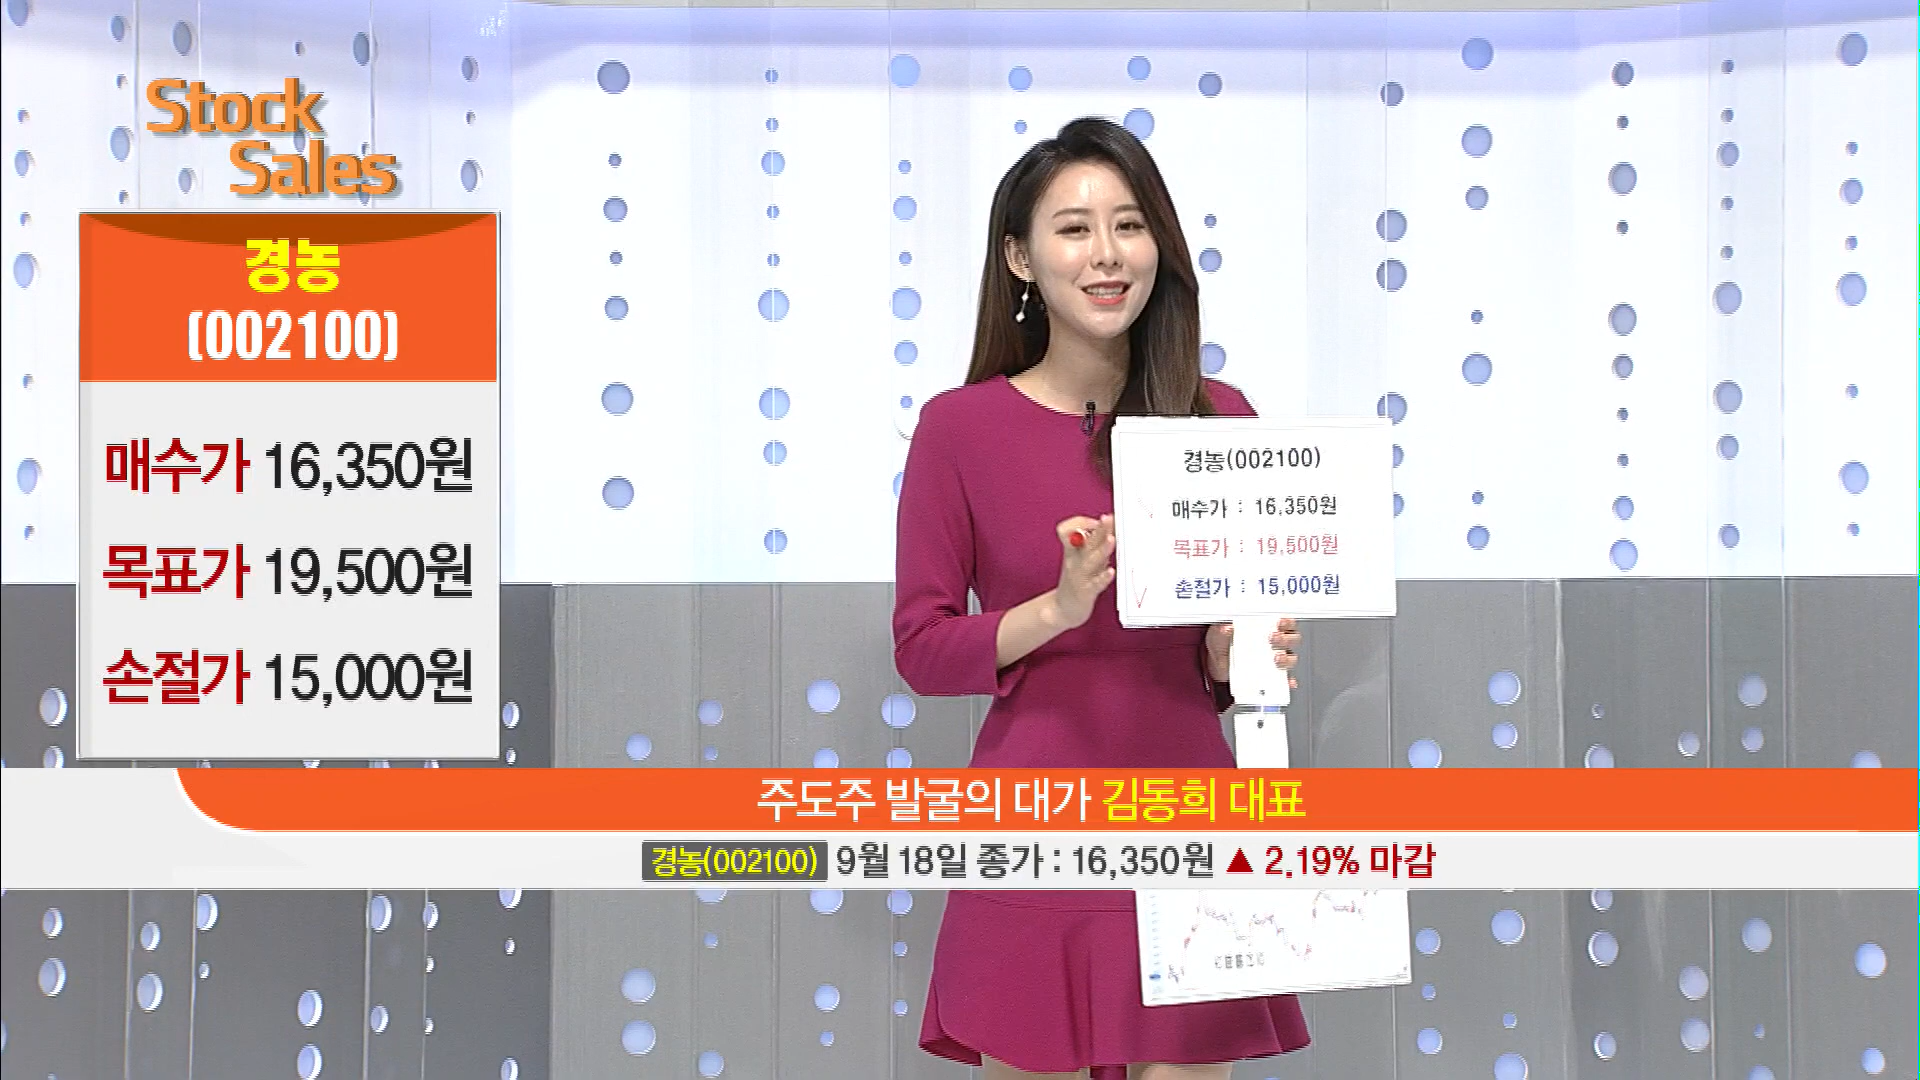 Stock
Sales
경농
(002100)
매수가 16,350원
목표가 19,500원
손절가 15,000원
경농(002100)
매수가 : 16,350원
목표가 : 19,500원
손절가 : 15,000원
주도주 발굴의 대가 김동희 대표
경농(002100) 9월 18일 종가 : 16,350원 ▲ 2.19% 마감